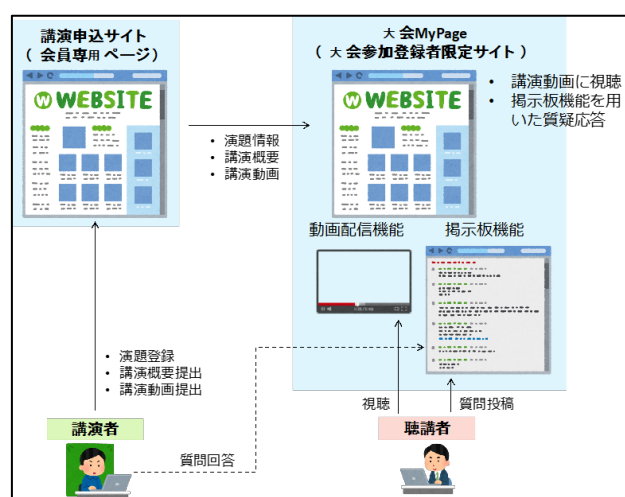 講演申込サイト
（ 会員専用 ページ）
WEBSITE
大 会MyPage
（ 大 会参加登録者限定サイト ）
WEBSITE
• 講演動画に視聴
• 掲示板機能を用
いた質疑応答
• 演題情報
• 講演概要
• 講演動画
動画配信機能
掲示板機能
• 演題登録
• 講演概要提出
• 講演動画提出
視聴
質問投稿
講演者
聴講者
質問回答